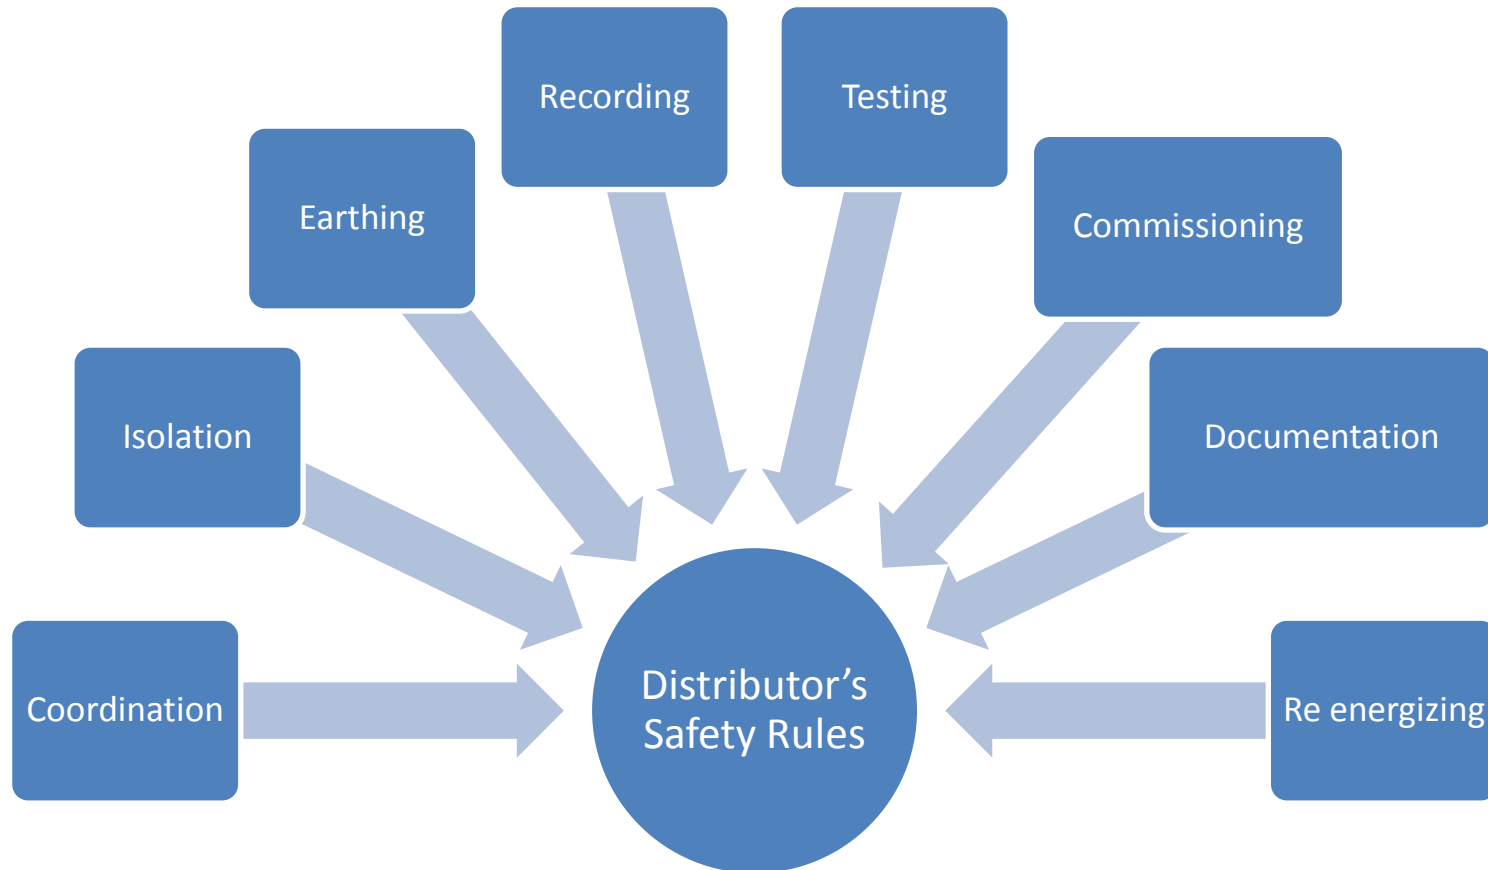 Recording
Testing
Earthing
Commissioning
Isolation
Documentation
Coordination
Distributor’s
Safety Rules
Re energizing